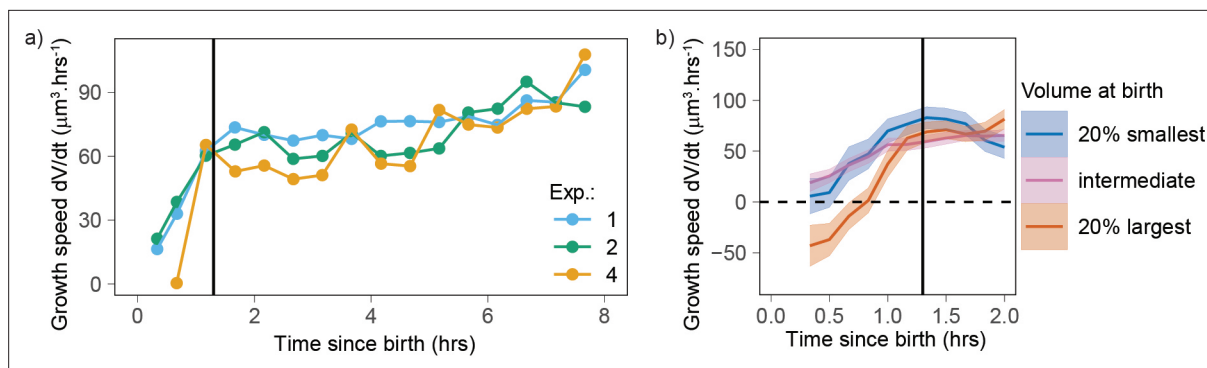 a)
Growth speed dV/dt (µm³.hrs⁻¹)
90
60
30
0
Exp.:
1
2
4
0
2
4
6
8
Time since birth (hrs)
b)
Growth speed dV/dt (µm³.hrs⁻¹)
150
100
50
0
−50
0.0
0.5
1.0
1.5
2.0
Time since birth (hrs)
Volume at birth
20% smallest
intermediate
20% largest